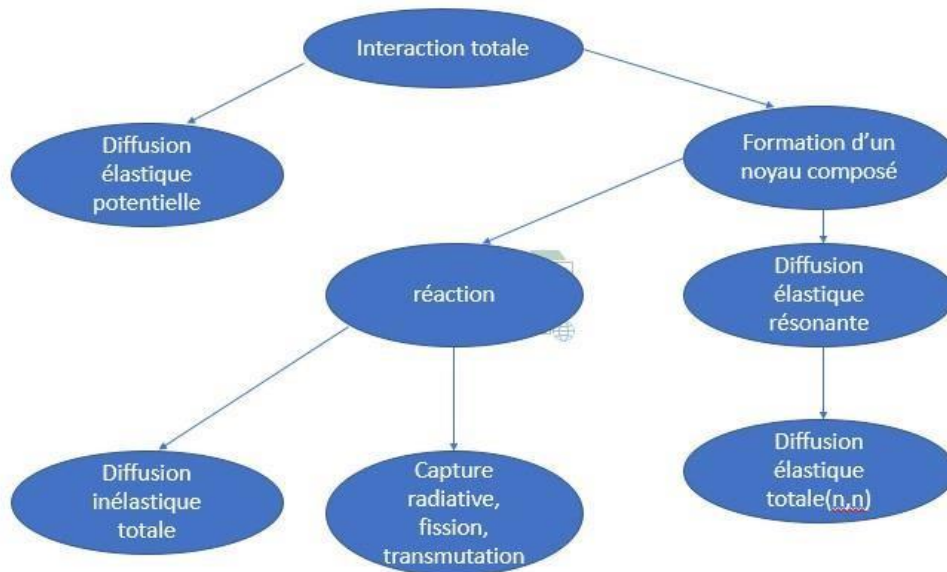 Interaction totale
Diffusion
élastique
potentielle
Formation d'un
noyau composé
réaction
Diffusion
élastique
résonante
Diffusion
inélastique
totale
Capture
radiative,
fission,
transmutation
Diffusion
élastique
totale(n,n)